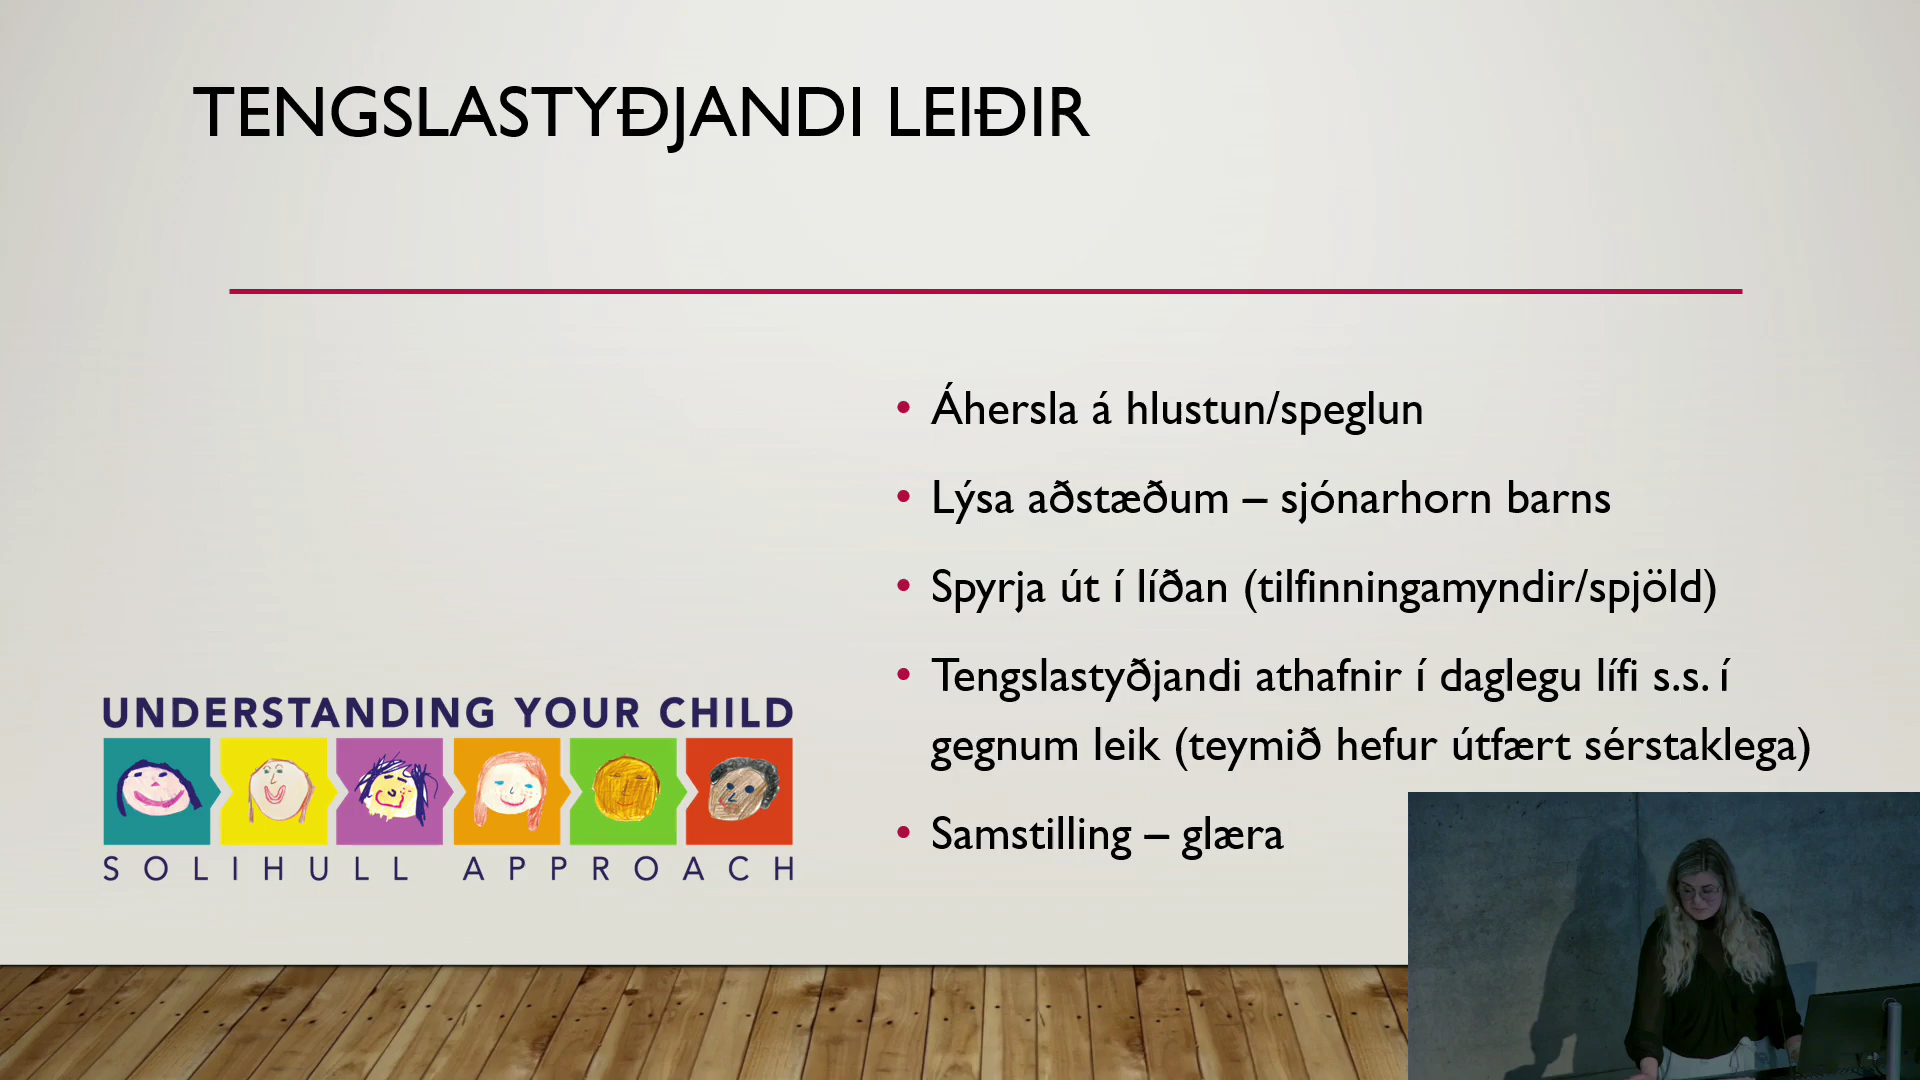 TENGSLASTYÐJANDI LEIÐIR
• Áhersla á hlustun/speglun
• Lýsa aðstæðum – sjónarhorn barns
• Spyrja út í líðan (tilfinningamyndir/spjöld)
• Tengslastyðjandi athafnir í daglegu lífi s.s. í
gegnum leik (teymið hefur útfært sérstaklega)
• Samstilling – glæra
UNDERSTANDING YOUR CHILD
SOLIHULL APPROACH